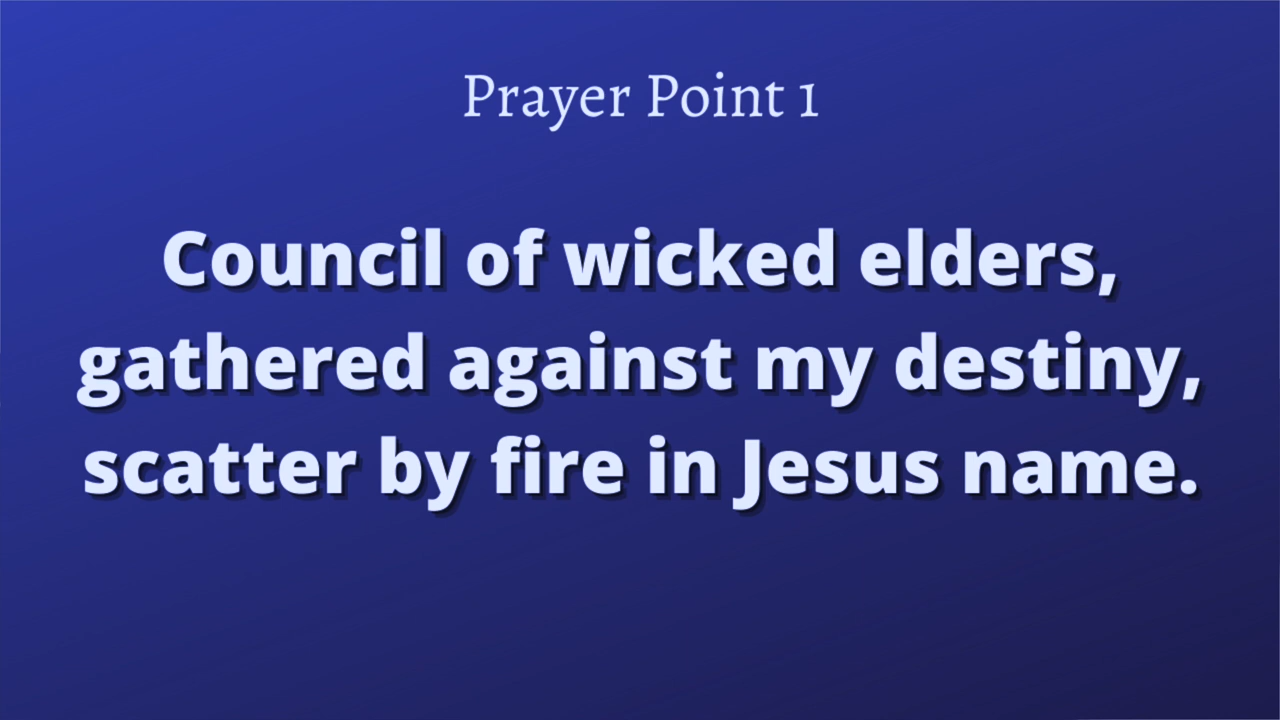 Prayer Point 1
Council of wicked elders,
gathered against my destiny,
scatter by fire in Jesus name.